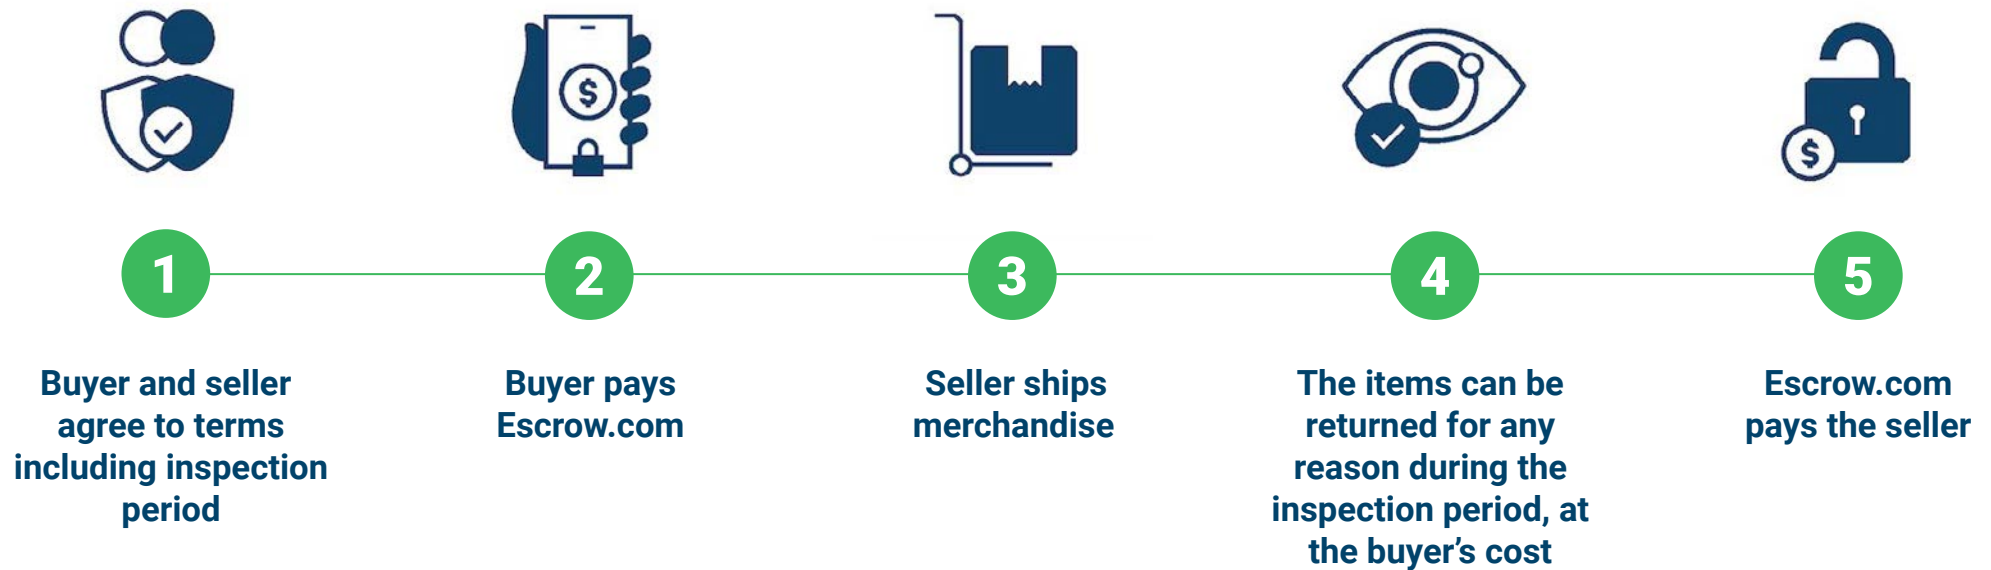 $
$
1
2
3
4
5
Buyer and seller
agree to terms
including inspection
period
Buyer pays
Escrow.com
Seller ships
merchandise
The items can be
returned for any
reason during the
inspection period, at
the buyer’s cost
Escrow.com
pays the seller